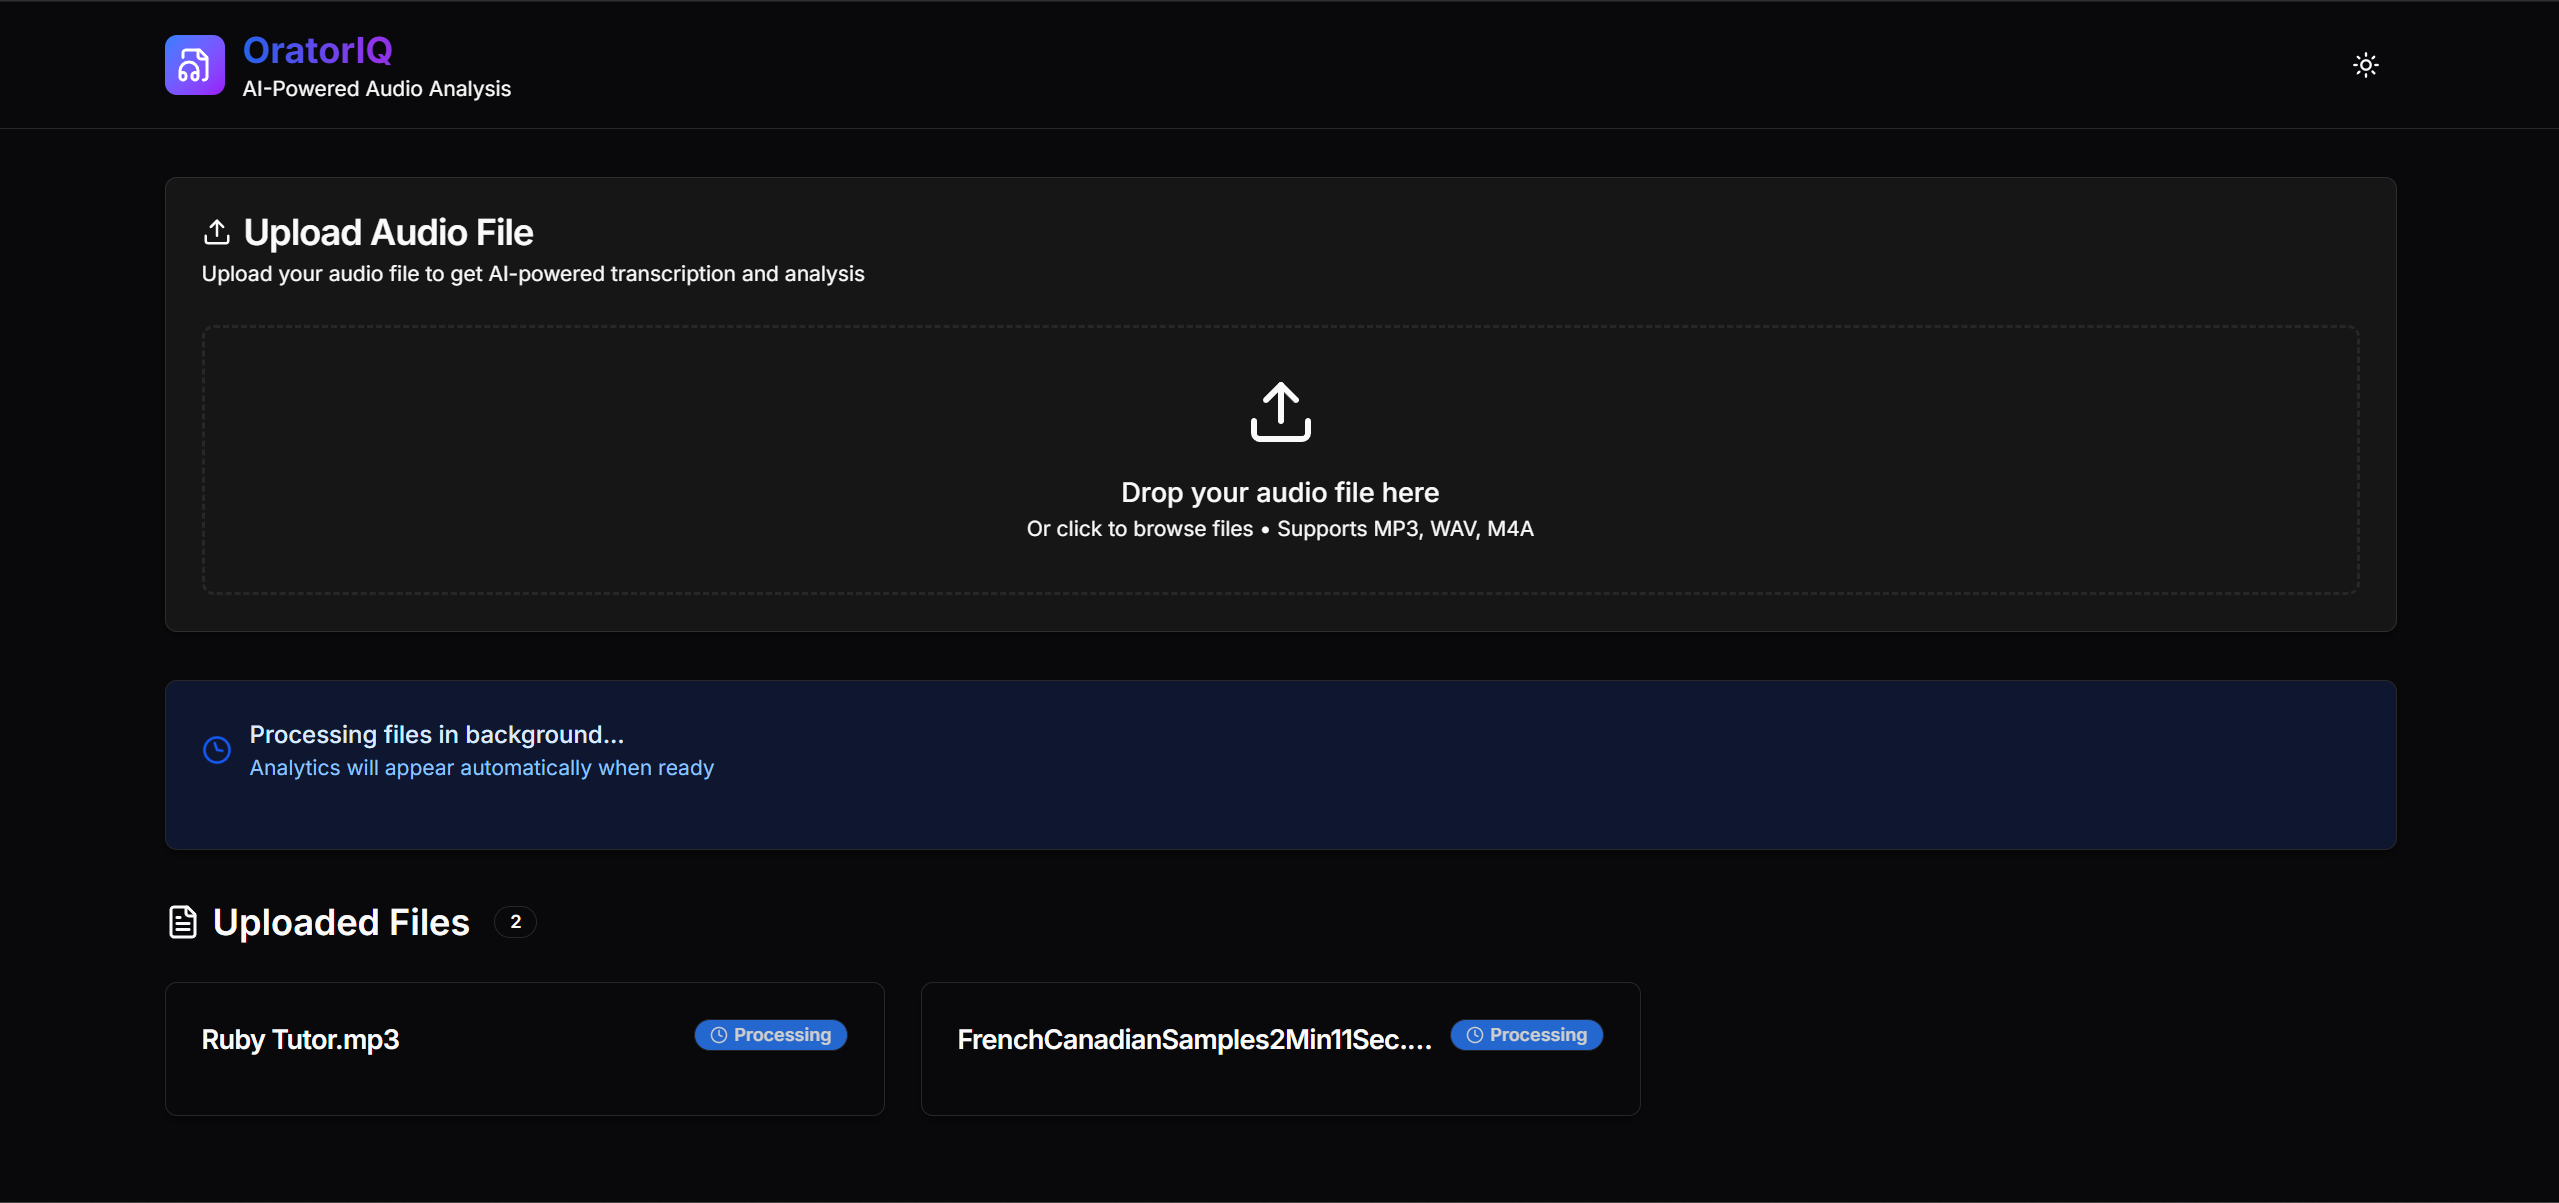 OratorIQ
AI-Powered Audio Analysis
Upload Audio File
Upload your audio file to get AI-powered transcription and analysis
Drop your audio file here
Or click to browse files • Supports MP3, WAV, M4A
Processing files in background...
Analytics will appear automatically when ready
Uploaded Files 2
Ruby Tutor.mp3 Processing
FrenchCanadianSamples2Min11Sec.... Processing